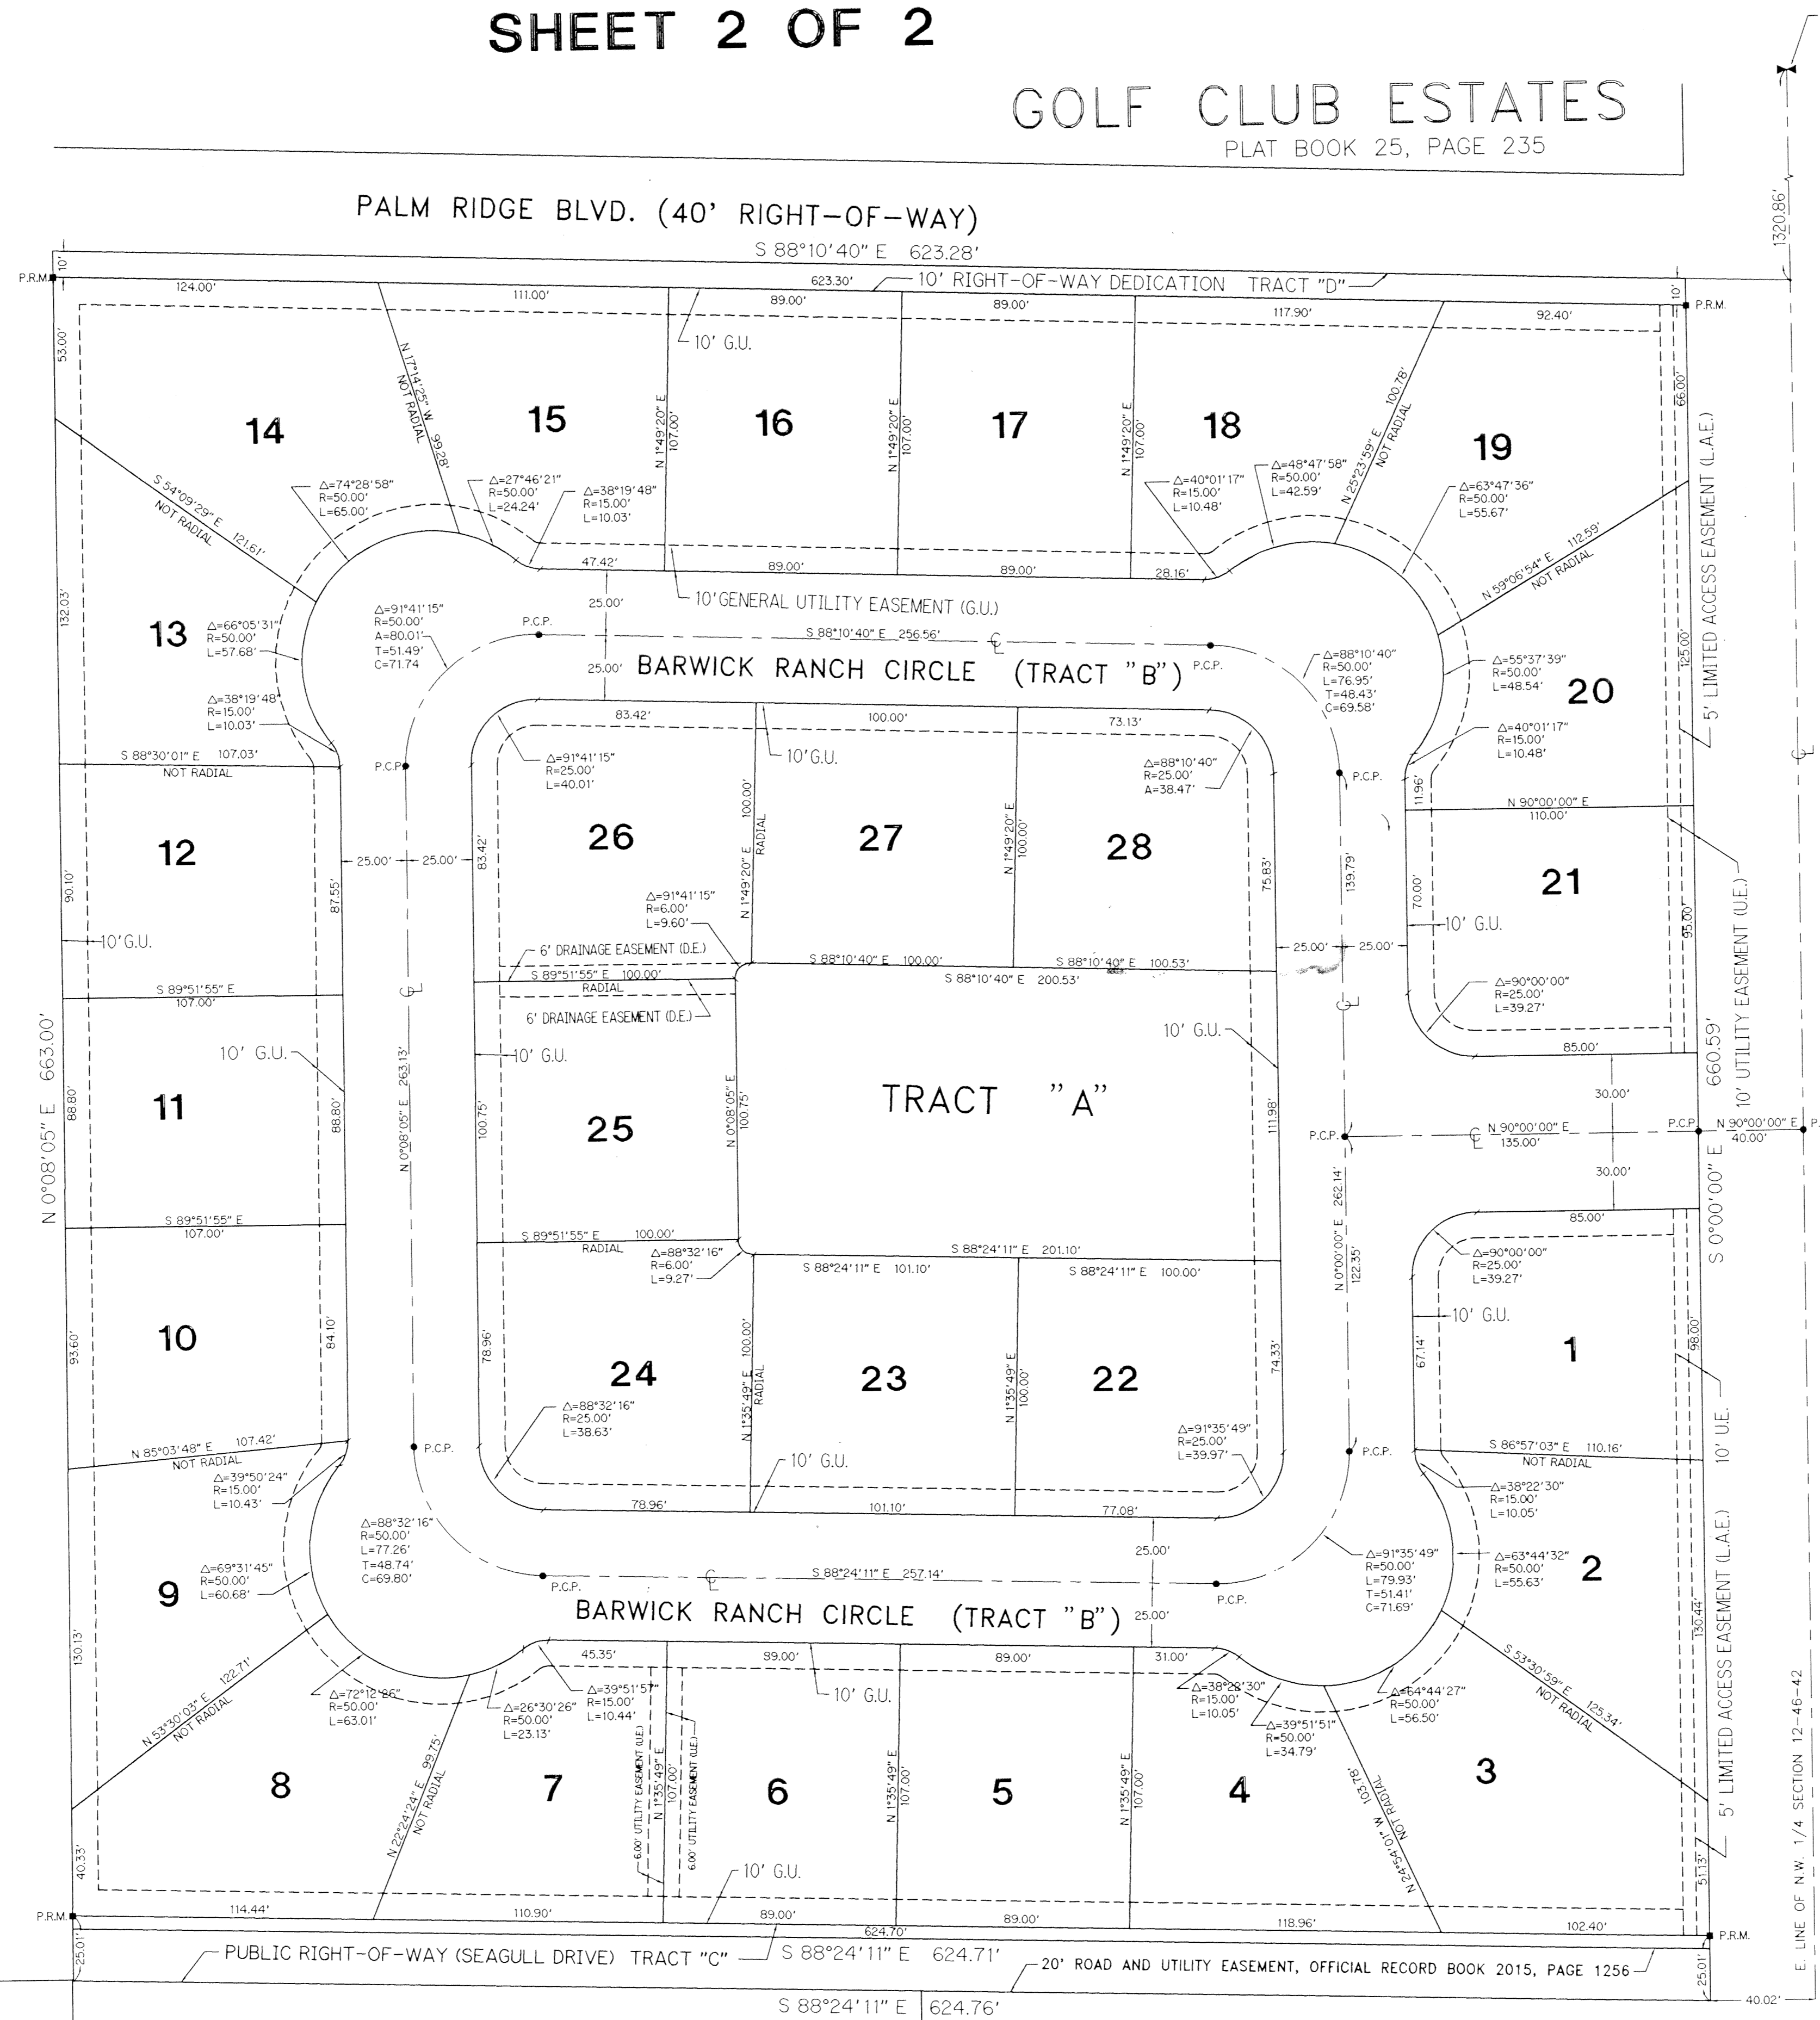 SHEET 2 OF 2
GOLF CLUB ESTATES
PLAT BOOK 25, PAGE 235
1320.86'
PALM RIDGE BLVD. (40' RIGHT-OF-WAY)
S 88°10'40" E 623.28'
10'
P.R.M.
623.30'
10' RIGHT-OF-WAY DEDICATION TRACT "D"
10'
P.R.M.
124.00'
111.00'
89.00'
89.00'
117.90'
92.40'
10' G.U.
53.00'
N 17°14'25" W 99.28'
NOT RADIAL
N 1°49'20" E
107.00'
N 1°49'20" E
107.00'
N 1°49'20" E
107.00'
N 25°23'59" E 100.78'
NOT RADIAL
66.00'
5' LIMITED ACCESS EASEMENT (L.A.E.)
14
15
16
17
18
19
S 54°09'29" E 121.61'
NOT RADIAL
Δ=74°28'58"
R=50.00'
L=65.00'
Δ=27°46'21"
R=50.00'
L=24.24'
Δ=38°19'48"
R=15.00'
L=10.03'
Δ=40°01'17"
R=15.00'
L=10.48'
Δ=48°47'58"
R=50.00'
L=42.59'
Δ=63°47'36"
R=50.00'
L=55.67'
N 59°06'54" E 112.59'
NOT RADIAL
47.42'
89.00'
89.00'
28.16'
25.00'
10'GENERAL UTILITY EASEMENT (G.U.)
132.03'
13
Δ=66°05'31"
R=50.00'
L=57.68'
Δ=91°41'15"
R=50.00'
A=80.01'
T=51.49'
C=71.74
P.C.P.
S 88°10'40" E 256.56'
P.C.P.
25.00'
BARWICK RANCH CIRCLE (TRACT "B")
Δ=88°10'40"
R=50.00'
L=76.95'
T=48.43'
C=69.58'
Δ=55°37'39"
R=50.00'
L=48.54'
20
125.00'
Δ=38°19'48"
R=15.00'
L=10.03'
83.42'
100.00'
73.13'
Δ=40°01'17"
R=15.00'
L=10.48'
S 88°30'01" E 107.03'
NOT RADIAL
P.C.P.
Δ=91°41'15"
R=25.00'
L=40.01'
10'G.U.
Δ=88°10'40"
R=25.00'
A=38.47'
P.C.P.
11.96'
N 90°00'00" E
110.00'
12
26
27
28
21
90.10'
87.55'
25.00'
25.00'
83.42'
N 1°49'20" E 100.00'
RADIAL
N 1°49'20" E
100.00'
75.83'
139.79'
70.00'
95.00'
10' UTILITY EASEMENT (U.E.)
10'G.U.
Δ=91°41'15"
R=6.00'
L=9.60'
10' G.U.
25.00'
25.00'
6' DRAINAGE EASEMENT (D.E.)
S 89°51'55" E 100.00'
RADIAL
6' DRAINAGE EASEMENT (D.E.)
S 88°10'40" E 100.00'
S 88°10'40" E 100.53'
S 88°10'40" E 200.53'
Δ=90°00'00"
R=25.00'
L=39.27'
S 89°51'55" E
107.00'
N 0°08'05" E 663.00'
10' G.U.
10' G.U.
10' G.U.
85.00'
660.59'
11
88.80'
88.80'
N 0°08'05" E 263.13'
100.75'
25
N 0°08'05" E
100.75'
TRACT "A"
111.98'
30.00'
P.C.P.
N 90°00'00" E
135.00'
P.C.P.
N 90°00'00" E
40.00'
P.
30.00'
S 0°00'00" E
S 89°51'55" E
107.00'
S 89°51'55" E 100.00'
RADIAL
Δ=88°32'16"
R=6.00'
L=9.27'
S 88°24'11" E 201.10'
S 88°24'11" E 101.10'
S 88°24'11" E 100.00'
N 0°00'00" E 262.14'
122.35'
85.00'
Δ=90°00'00"
R=25.00'
L=39.27'
10
93.60'
84.10'
78.96'
24
N 1°35'49" E 100.00'
RADIAL
23
N 1°35'49" E
100.00'
22
74.33'
10' G.U.
67.14'
1
98.00'
10' U.E.
Δ=88°32'16"
R=25.00'
L=38.63'
Δ=91°35'49"
R=25.00'
L=39.97'
N 85°03'48" E 107.42'
NOT RADIAL
P.C.P.
10' G.U.
P.C.P.
S 86°57'03" E 110.16'
NOT RADIAL
Δ=39°50'24"
R=15.00'
L=10.43'
78.96'
101.10'
77.08'
Δ=38°22'30"
R=15.00'
L=10.05'
Δ=88°32'16"
R=50.00'
L=77.26'
T=48.74'
C=69.80'
25.00'
Δ=91°35'49"
R=50.00'
L=79.93'
T=51.41'
C=71.69'
Δ=63°44'32"
R=50.00'
L=55.63'
2
9
Δ=69°31'45"
R=50.00'
L=60.68'
P.C.P.
S 88°24'11" E 257.14'
P.C.P.
BARWICK RANCH CIRCLE (TRACT "B")
25.00'
130.13'
130.44'
5' LIMITED ACCESS EASEMENT (L.A.E.)
45.35'
89.00'
31.00'
N 53°30'03" E 122.71'
NOT RADIAL
Δ=72°12'26"
R=50.00'
L=63.01'
Δ=26°30'26"
R=50.00'
L=23.13'
Δ=39°51'57"
R=15.00'
L=10.44'
10' G.U.
R=15.00'
L=10.05'
Δ=39°51'51"
R=50.00'
L=34.79'
Δ=64°44'27"
R=50.00'
L=56.50'
S 53°30'59" E 125.34'
NOT RADIAL
8
N 22°24'24" E 99.75'
NOT RADIAL
7
6.00' UTILITY EASEMENT (U.E.)
N 1°35'49" E
107.00'
6.00' UTILITY EASEMENT (U.E.)
6
N 1°35'49" E
107.00'
5
N 1°35'49" E
107.00'
4
N 24°54'01" W 103.78'
NOT RADIAL
3
E. LINE OF N.W. 1/4 SECTION 12-46-42
40.33'
10' G.U.
51.13'
P.R.M.
114.44'
110.90'
89.00'
89.00'
118.96'
102.40'
624.70'
P.R.M.
25.01'
PUBLIC RIGHT-OF-WAY (SEAGULL DRIVE) TRACT "C"
S 88°24'11" E 624.71'
20' ROAD AND UTILITY EASEMENT, OFFICIAL RECORD BOOK 2015, PAGE 1256
25.01'
40.02'
S 88°24'11" E 624.76'